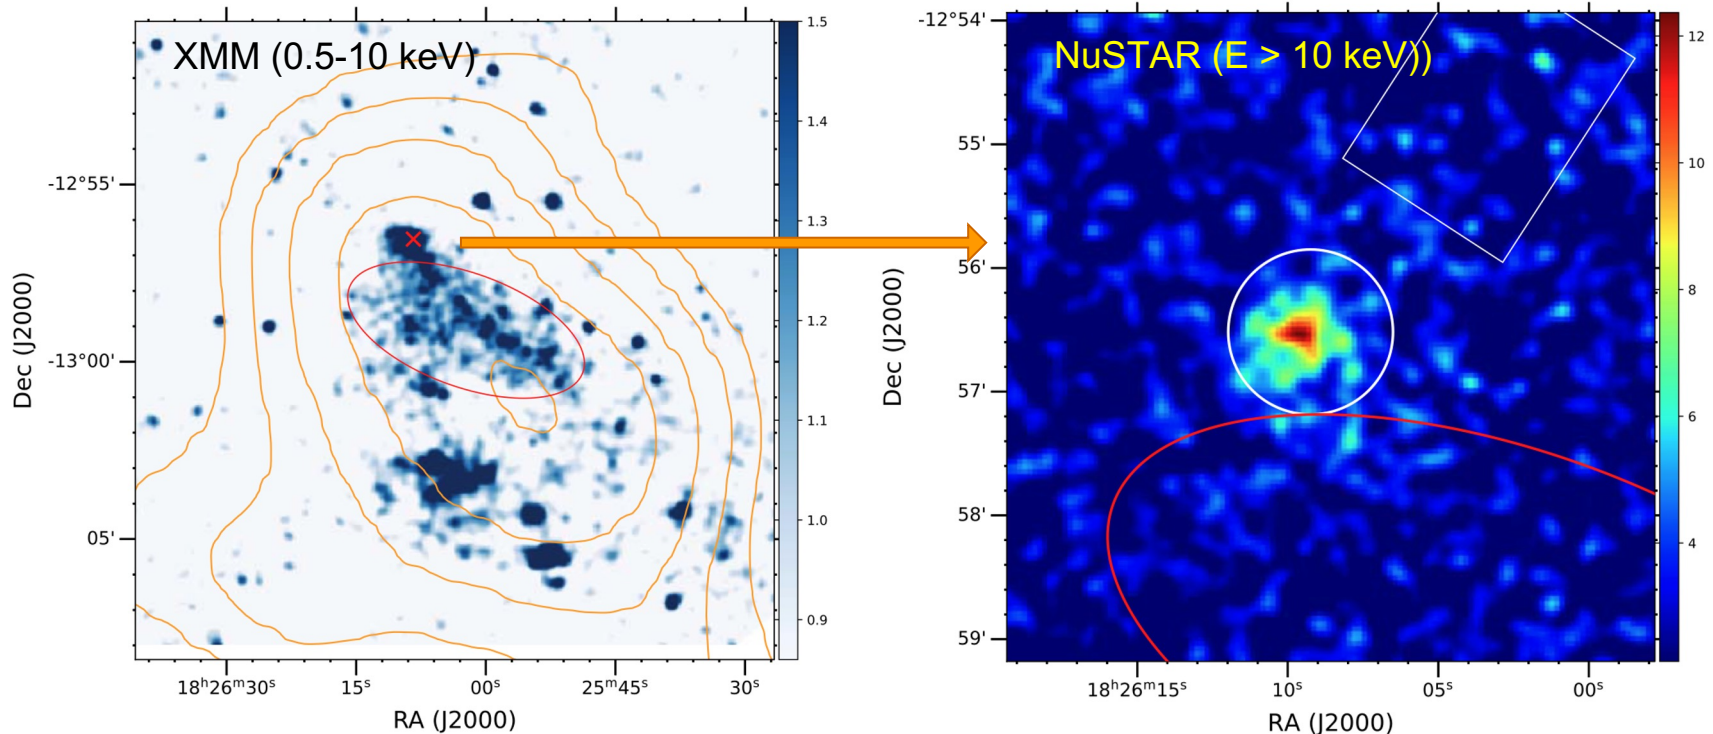 XMM (0.5-10 keV)
1.5
1.4
1.3
1.2
1.1
1.0
0.9
-12°55'
-13°00'
05'
Dec (J2000)
18ʰ26ᵐ30ˢ
15ˢ
00ˢ
25ᵐ45ˢ
30ˢ
RA (J2000)
NuSTAR (E > 10 keV))
-12°54'
55'
56'
57'
58'
59'
Dec (J2000)
12
10
8
6
4
18ʰ26ᵐ15ˢ
10ˢ
05ˢ
00ˢ
RA (J2000)